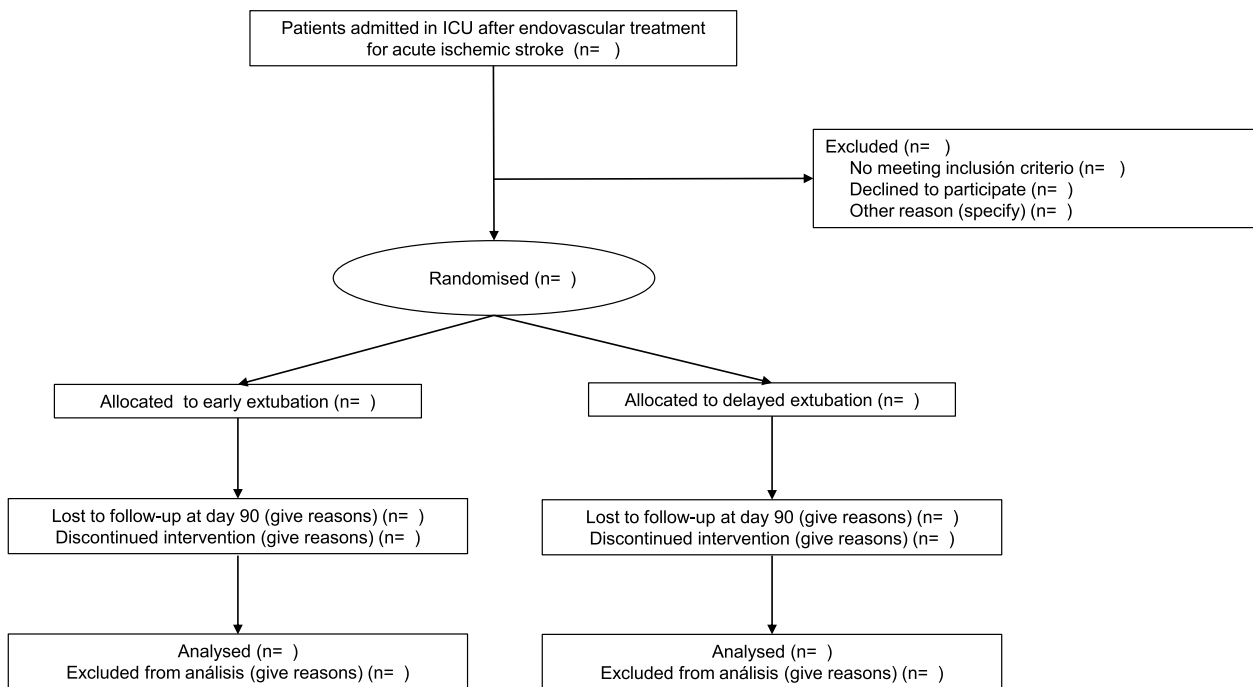 Patients admitted in ICU after endovascular treatment
for acute ischemic stroke (n= )
Excluded (n= )
No meeting inclusión criterio (n= )
Declined to participate (n= )
Other reason (specify) (n= )
Randomised (n= )
Allocated to early extubation (n= )
Allocated to delayed extubation (n= )
Lost to follow-up at day 90 (give reasons) (n= )
Discontinued intervention (give reasons) (n= )
Lost to follow-up at day 90 (give reasons) (n= )
Discontinued intervention (give reasons) (n= )
Analysed (n= )
Excluded from análisis (give reasons) (n= )
Analysed (n= )
Excluded from análisis (give reasons) (n= )